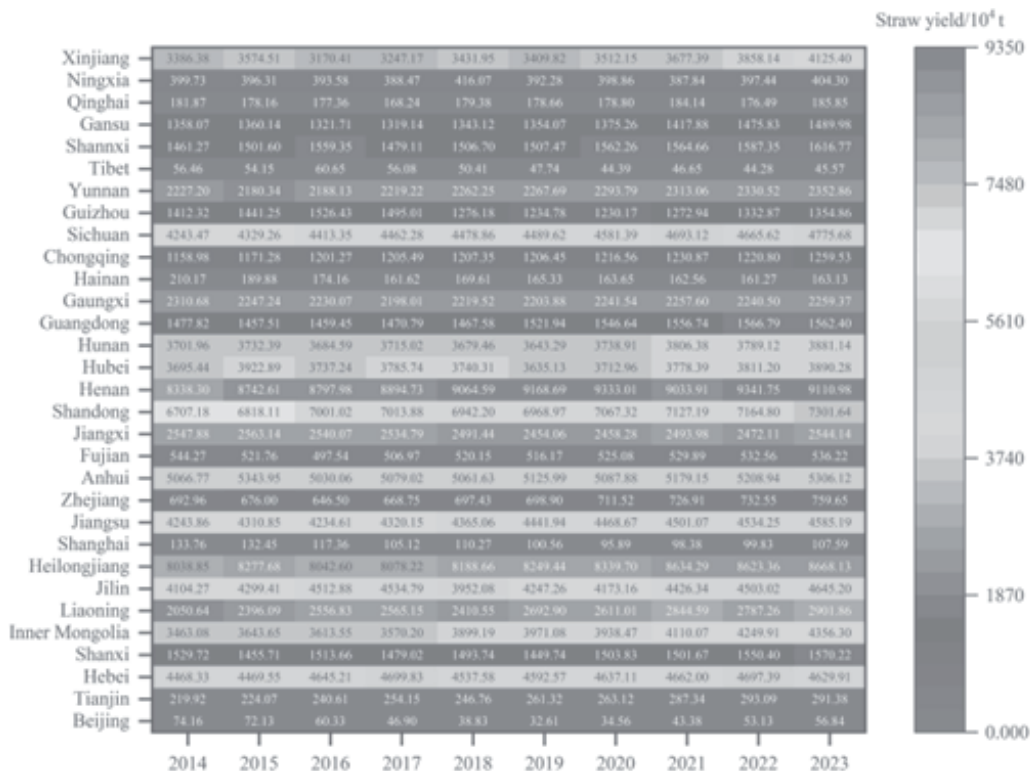 Straw yield/10⁴ t
Xinjiang 3386.38 3574.51 3170.41 3247.17 3431.95 3409.82 3512.15 3677.39 3858.14 4125.40
Ningxia 399.73 396.31 393.58 388.47 416.07 392.28 398.86 387.84 397.44 404.30
Qinghai 181.87 178.16 177.36 168.24 179.38 178.66 178.80 184.14 176.49 185.85
Gansu 1358.07 1360.14 1321.71 1319.14 1343.12 1354.07 1375.26 1417.88 1475.83 1489.98
Shannxi 1461.27 1501.60 1559.35 1479.11 1506.70 1507.47 1562.26 1564.66 1587.35 1616.77
Tibet 56.46 54.15 60.65 56.08 50.41 47.74 44.39 46.65 44.28 45.57
Yunnan 2227.20 2180.34 2188.13 2219.22 2262.25 2267.69 2293.79 2313.06 2330.52 2352.86
Guizhou 1412.32 1441.25 1526.43 1495.01 1276.18 1234.78 1230.17 1272.94 1332.87 1354.86
Sichuan 4243.47 4329.26 4413.35 4462.28 4478.86 4489.62 4581.39 4693.12 4665.62 4775.68
Chongqing 1158.98 1171.28 1201.27 1205.49 1207.35 1206.45 1216.56 1230.87 1220.80 1259.53
Hainan 210.17 189.88 174.16 161.62 169.61 165.33 163.65 162.56 161.27 163.13
Gaungxi 2310.68 2247.24 2230.07 2198.01 2219.52 2203.88 2241.54 2257.60 2240.50 2259.37
Guangdong 1477.82 1457.51 1459.45 1470.79 1467.58 1521.94 1546.64 1556.74 1566.79 1562.40
Hunan 3701.96 3732.39 3684.59 3715.02 3679.46 3643.29 3738.91 3806.38 3789.12 3881.14
Hubei 3695.44 3922.89 3737.24 3785.74 3740.31 3635.13 3712.96 3778.39 3811.20 3890.28
Henan 8338.30 8742.61 8797.98 8894.73 9064.59 9168.69 9333.01 9033.91 9341.75 9110.98
Shandong 6707.18 6818.11 7001.02 7013.88 6942.20 6968.97 7067.32 7127.19 7164.80 7301.64
Jiangxi 2547.88 2563.14 2540.07 2534.79 2491.44 2454.06 2458.28 2493.98 2472.11 2544.14
Fujian 544.27 521.76 497.54 506.97 520.15 516.17 525.08 529.89 532.56 536.22
Anhui 5066.77 5343.95 5030.06 5079.02 5061.63 5125.99 5087.88 5179.15 5208.94 5306.12
Zhejiang 692.96 676.00 646.50 668.75 697.43 698.90 711.52 726.91 732.55 759.65
Jiangsu 4243.86 4310.85 4234.61 4320.15 4365.06 4441.94 4468.67 4501.07 4534.25 4585.19
Shanghai 133.76 132.45 117.36 105.12 110.27 100.56 95.89 98.38 99.83 107.59
Heilongjiang 8038.85 8277.68 8042.60 8078.22 8188.66 8249.44 8339.70 8634.29 8623.36 8668.13
Jilin 4104.27 4299.41 4512.88 4534.79 3952.08 4247.26 4173.16 4426.34 4503.02 4645.20
Liaoning 2050.64 2396.09 2556.83 2565.15 2410.55 2692.90 2611.01 2844.59 2787.26 2901.86
Inner Mongolia 3463.08 3643.65 3613.55 3570.20 3899.19 3971.08 3938.47 4110.07 4249.91 4356.30
Shanxi 1529.72 1455.71 1513.66 1479.02 1493.74 1449.74 1503.83 1501.67 1550.40 1570.22
Hebei 4468.33 4469.55 4645.21 4699.83 4537.58 4592.57 4637.11 4662.00 4697.39 4629.91
Tianjin 219.92 224.07 240.61 254.15 246.76 261.32 263.12 287.34 293.09 291.38
Beijing 74.16 72.13 60.33 46.90 38.83 32.61 34.56 43.38 53.13 56.84
2014 2015 2016 2017 2018 2019 2020 2021 2022 2023
9350
7480
5610
3740
1870
0.000